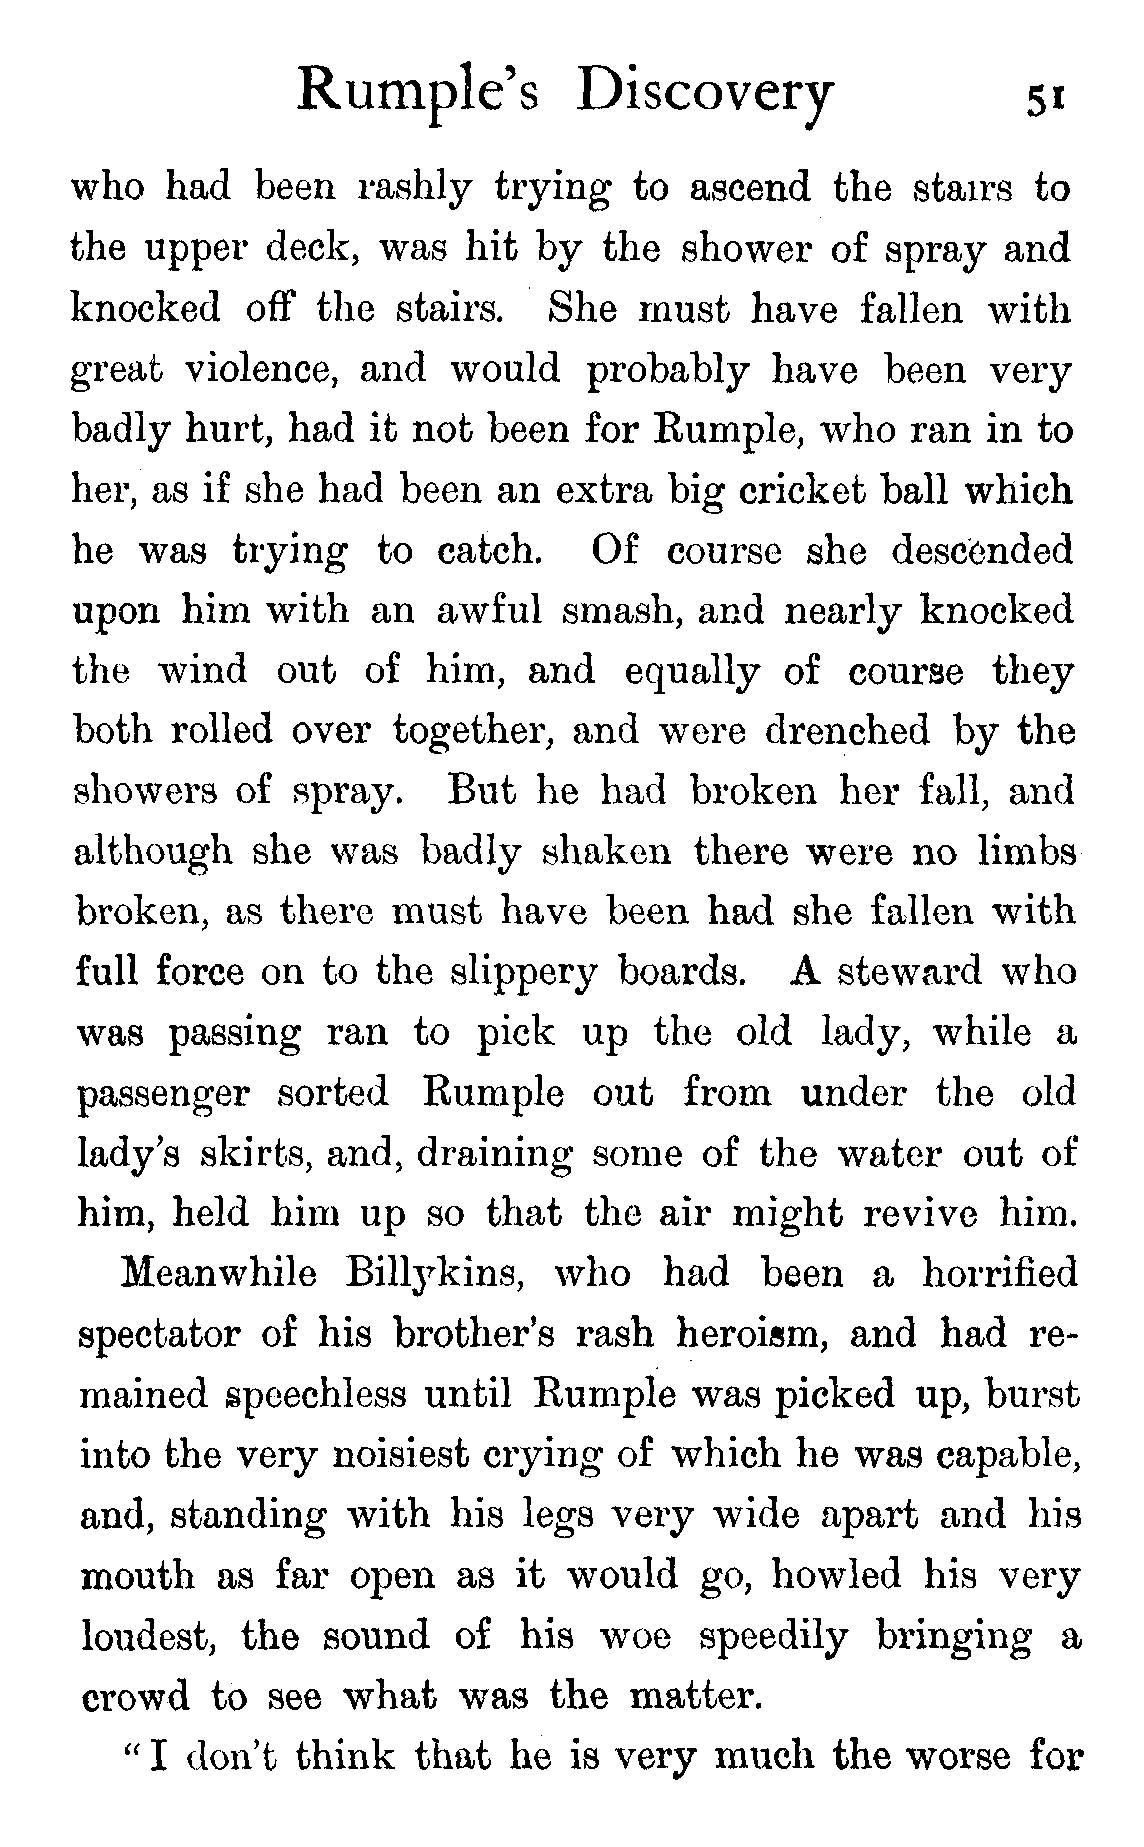 Rumple's Discovery 51
who had been rashly trying to ascend the stairs to
the upper deck, was hit by the shower of spray and
knocked off the stairs. She must have fallen with
great violence, and would probably have been very
badly hurt, had it not been for Rumple, who ran in to
her, as if she had been an extra big cricket ball which
he was trying to catch. Of course she descended
upon him with an awful smash, and nearly knocked
the wind out of him, and equally of course they
both rolled over together, and were drenched by the
showers of spray. But he had broken her fall, and
although she was badly shaken there were no limbs
broken, as there must have been had she fallen with
full force on to the slippery boards. A steward who
was passing ran to pick up the old lady, while a
passenger sorted Rumple out from under the old
lady's skirts, and, draining some of the water out of
him, held him up so that the air might revive him.
Meanwhile Billykins, who had been a horrified
spectator of his brother's rash heroism, and had re-
mained speechless until Rumple was picked up, burst
into the very noisiest crying of which he was capable,
and, standing with his legs very wide apart and his
mouth as far open as it would go, howled his very
loudest, the sound of his woe speedily bringing a
crowd to see what was the matter.
"I don't think that he is very much the worse for